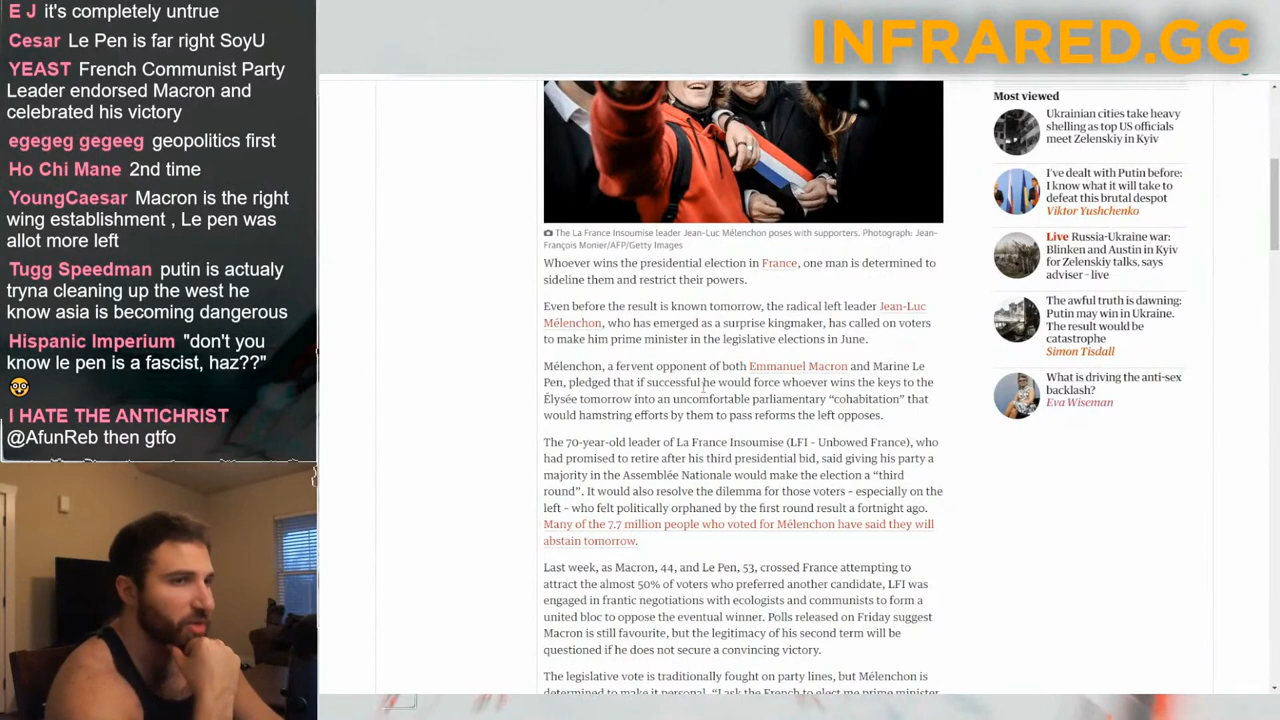 E J it's completely untrue
Cesar Le Pen is far right SoyU
YEAST French Communist Party
Leader endorsed Macron and
celebrated his victory
egegeg gegeeg geopolitics first
Ho Chi Mane 2nd time
YoungCaesar Macron is the right
wing establishment , Le pen was
allot more left
Tugg Speedman putin is actualy
tryna cleaning up the west he
know asia is becoming dangerous
Hispanic Imperium "don't you
know le pen is a fascist, haz??"
I HATE THE ANTICHRIST
@AfunReb then gtfo
INFRARED.GG
The La France Insoumise leader Jean-Luc Mélenchon poses with supporters. Photograph: Jean-
François Monier/AFP/Getty Images
Whoever wins the presidential election in France, one man is determined to
sideline them and restrict their powers.
Even before the result is known tomorrow, the radical left leader Jean-Luc
Mélenchon, who has emerged as a surprise kingmaker, has called on voters
to make him prime minister in the legislative elections in June.
Mélenchon, a fervent opponent of both Emmanuel Macron and Marine Le
Pen, pledged that if successful he would force whoever wins the keys to the
Élysée tomorrow into an uncomfortable parliamentary “cohabitation” that
would hamstring efforts by them to pass reforms the left opposes.
The 70-year-old leader of La France Insoumise (LFI – Unbowed France), who
had promised to retire after his third presidential bid, said giving his party a
majority in the Assemblée Nationale would make the election a “third
round”. It would also resolve the dilemma for those voters – especially on the
left – who felt politically orphaned by the first round result a fortnight ago.
Many of the 7.7 million people who voted for Mélenchon have said they will
abstain tomorrow.
Last week, as Macron, 44, and Le Pen, 53, crossed France attempting to
attract the almost 50% of voters who preferred another candidate, LFI was
engaged in frantic negotiations with ecologists and communists to form a
united bloc to oppose the eventual winner. Polls released on Friday suggest
Macron is still favourite, but the legitimacy of his second term will be
questioned if he does not secure a convincing victory.
The legislative vote is traditionally fought on party lines, but Mélenchon is
determined to make it personal. “I ask the French to elect me prime minister
Most viewed
Ukrainian cities take heavy
shelling as top US officials
meet Zelenskiy in Kyiv
I've dealt with Putin before:
I know what it will take to
defeat this brutal despot
Viktor Yushchenko
Live Russia-Ukraine war:
Blinken and Austin in Kyiv
for Zelenskiy talks, says
adviser – live
The awful truth is dawning:
Putin may win in Ukraine.
The result would be
catastrophe
Simon Tisdall
What is driving the anti-sex
backlash?
Eva Wiseman